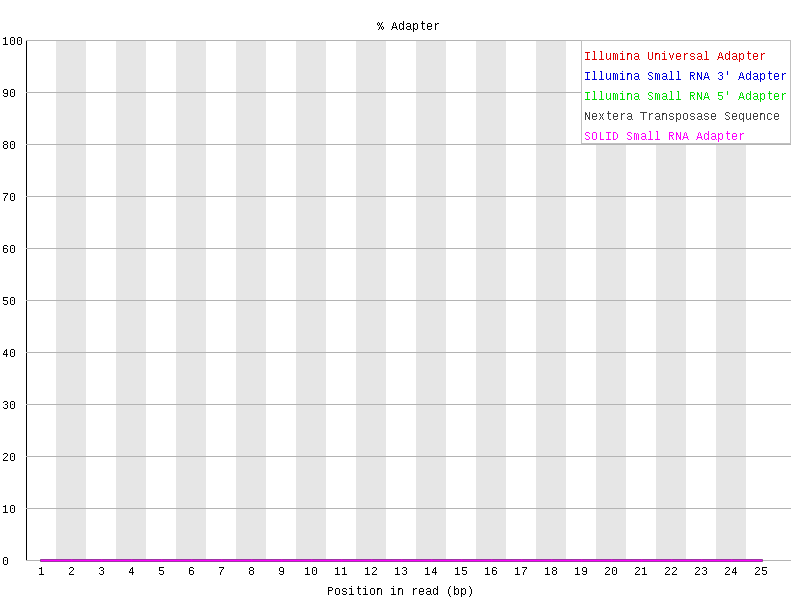 % Adapter
100
90
80
70
60
50
40
30
20
10
0
Illumina Universal Adapter
Illumina Small RNA 3' Adapter
Illumina Small RNA 5' Adapter
Nextera Transposase Sequence
SOLID Small RNA Adapter
1 2 3 4 5 6 7 8 9 10 11 12 13 14 15 16 17 18 19 20 21 22 23 24 25
Position in read (bp)